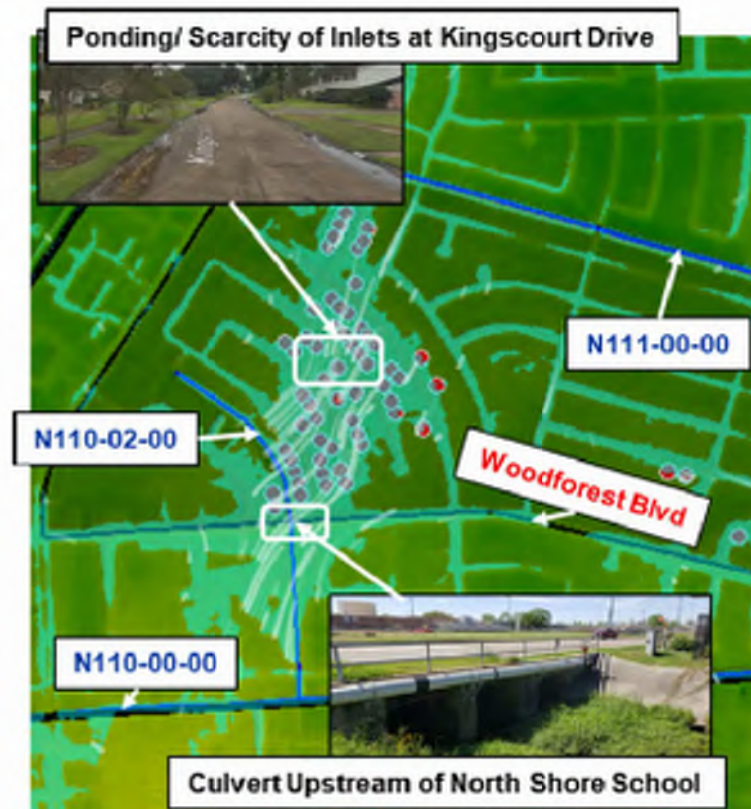 Ponding/ Scarcity of Inlets at Kingscourt Drive
N111-00-00
N110-02-00
Woodforest Blvd
N110-00-00
Culvert Upstream of North Shore School